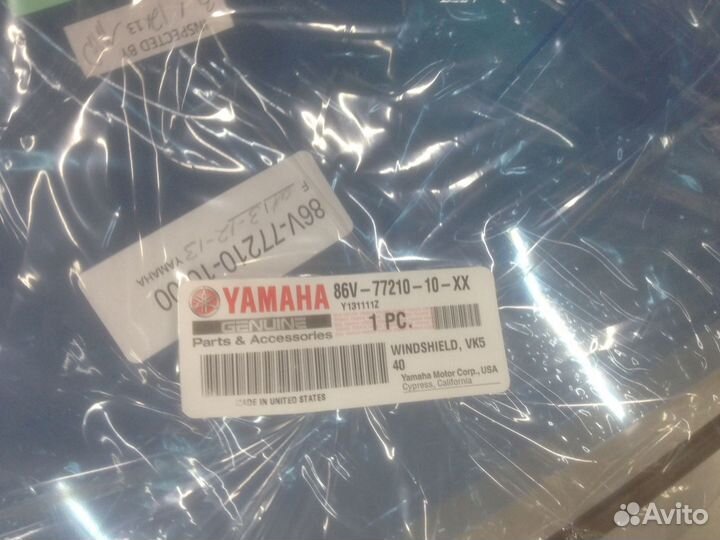 INSPECTED BY
86V-77210-10-00
YAMAHA
YAMAHA
86V-77210-10-XX
Y131111Z
GENUINE
1 PC.
Parts & Accessories
WINDSHIELD, VK5
40
Yamaha Motor Corp., USA
Cypress, California
MADE IN UNITED STATES
Avito